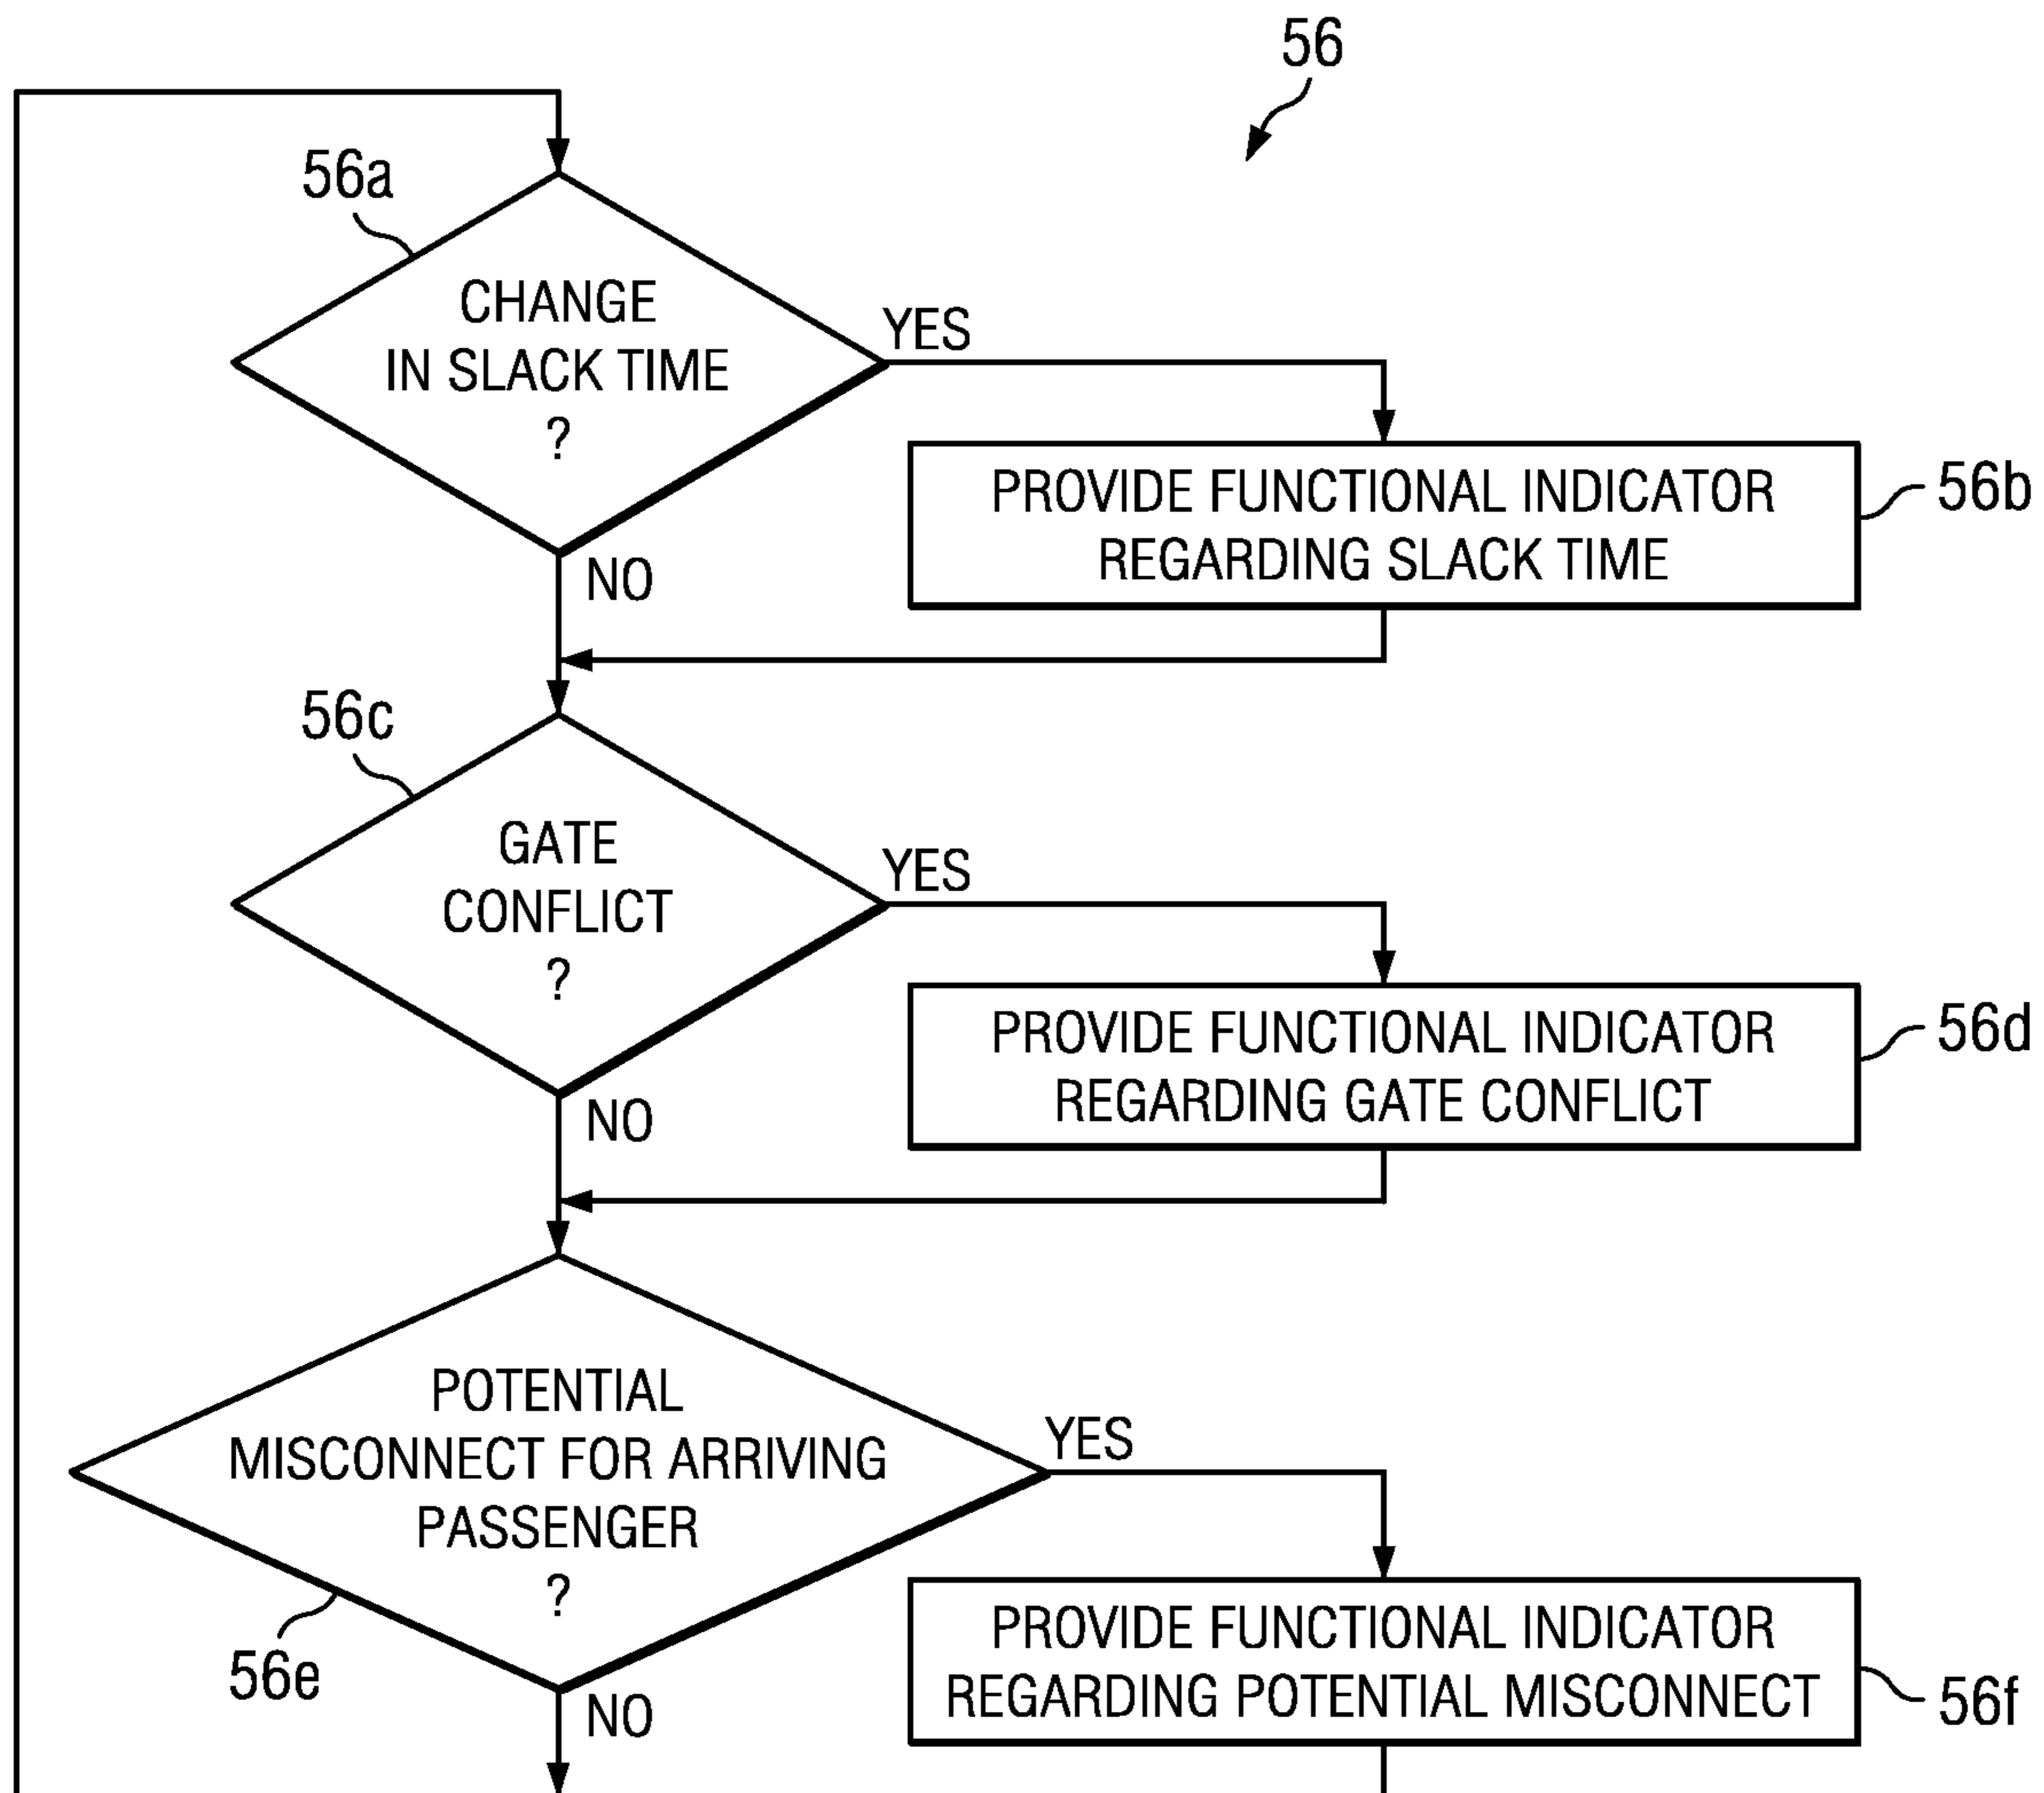 56
56a
CHANGE
IN SLACK TIME
?
YES
NO
PROVIDE FUNCTIONAL INDICATOR
REGARDING SLACK TIME
56b
56c
GATE
CONFLICT
?
YES
NO
PROVIDE FUNCTIONAL INDICATOR
REGARDING GATE CONFLICT
56d
POTENTIAL
MISCONNECT FOR ARRIVING
PASSENGER
?
56e
YES
NO
PROVIDE FUNCTIONAL INDICATOR
REGARDING POTENTIAL MISCONNECT
56f